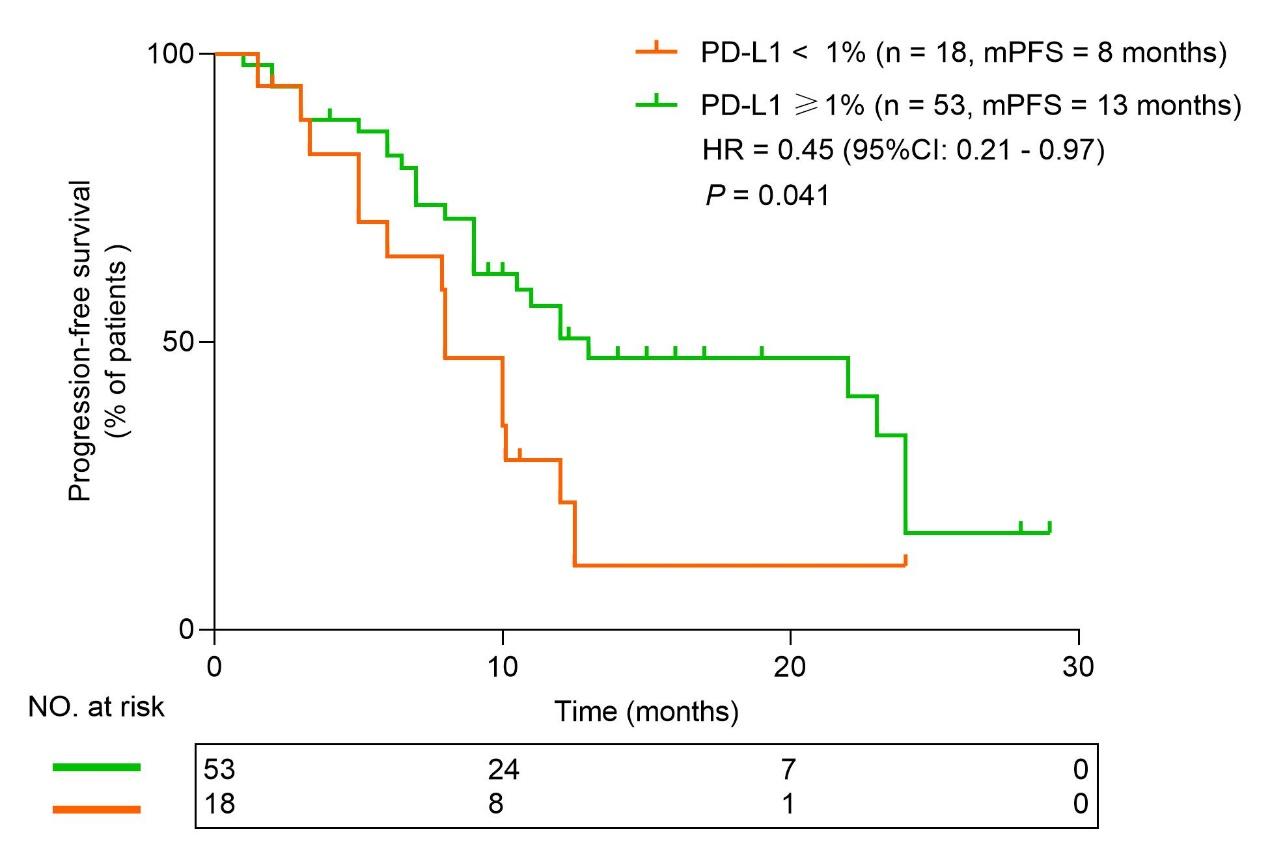 PD-L1 < 1% (n = 18, mPFS = 8 months)
PD-L1 ⩾1% (n = 53, mPFS = 13 months)
HR = 0.45 (95%CI: 0.21 - 0.97)
P = 0.041
Progression-free survival
(% of patients )
100
50
0
0 10 20 30
Time (months)
NO. at risk
53 24 7 0
18 8 1 0